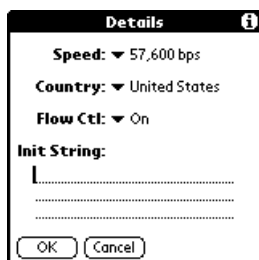 Details i
Speed: 57,600 bps
Country: United States
Flow Ctl: On
Init String:
OK Cancel